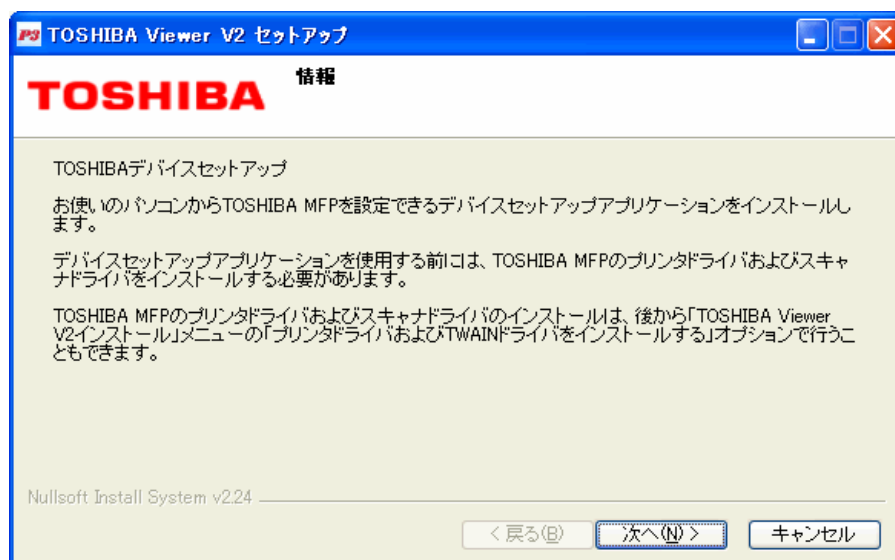 P3 TOSHIBA Viewer V2 セットアップ
TOSHIBA
情報
TOSHIBAデバイスセットアップ
お使いのパソコンからTOSHIBA MFPを設定できるデバイスセットアップアプリケーションをインストールし
ます。
デバイスセットアップアプリケーションを使用する前には、TOSHIBA MFPのプリンタドライバおよびスキャ
ナドライバをインストールする必要があります。
TOSHIBA MFPのプリンタドライバおよびスキャナドライバのインストールは、後から「TOSHIBA Viewer
V2インストール」メニューの「プリンタドライバおよびTWAINドライバをインストールする」オプションで行うこ
ともできます。
Nullsoft Install System v2.24
< 戻る(B) 次へ(N) > キャンセル